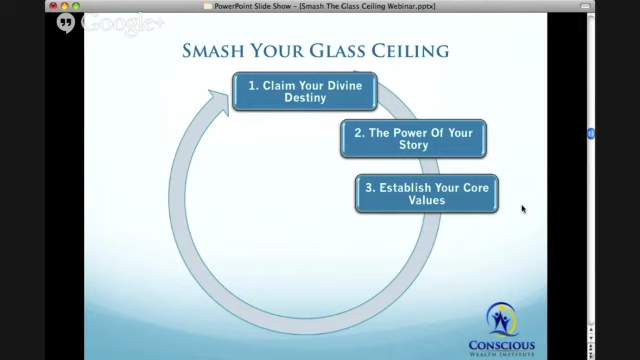 PowerPoint Slide Show - [Smash The Glass Ceiling Webinar.pptx]
Google+
SMASH YOUR GLASS CEILING
1. Claim Your Divine
Destiny
2. The Power Of Your
Story
3. Establish Your Core
Values
CONSCIOUS
WEALTH INSTITUTE